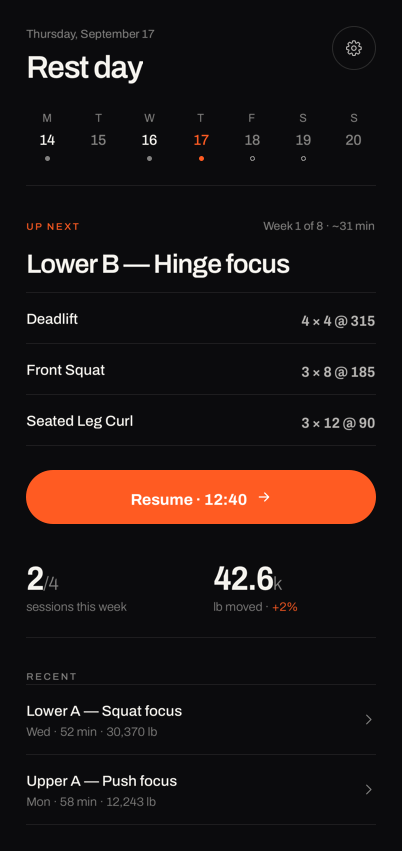 Thursday, September 17
Rest day
M T W T F S S
14 15 16 17 18 19 20
UP NEXT Week 1 of 8 · ~31 min
Lower B — Hinge focus
Deadlift 4 × 4 @ 315
Front Squat 3 × 8 @ 185
Seated Leg Curl 3 × 12 @ 90
Resume · 12:40 →
2/4 42.6k
sessions this week lb moved · +2%
RECENT
Lower A — Squat focus
Wed · 52 min · 30,370 lb
Upper A — Push focus
Mon · 58 min · 12,243 lb